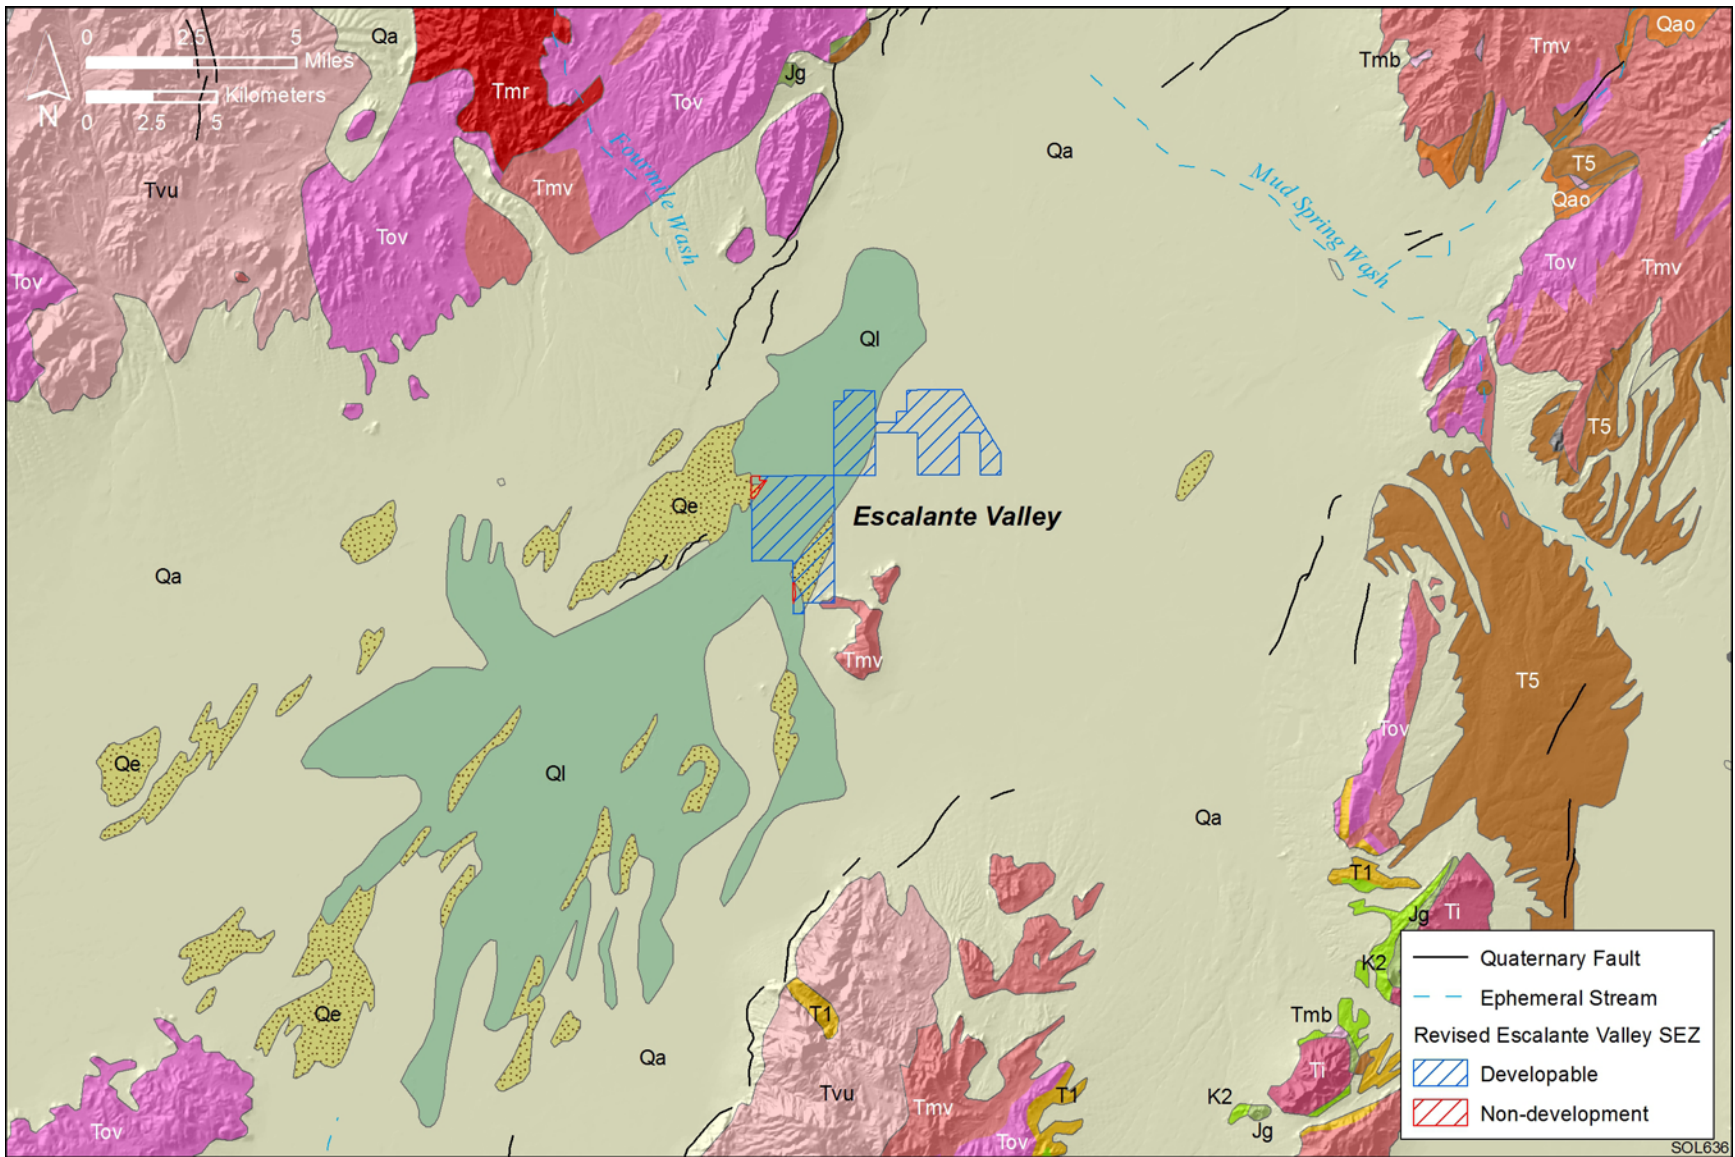 0 2.5 5
Miles
Kilometers
0 2.5 5
N
Qa
Tmr
Tov
Jg
Qa
Tmb
Tmv
Qao
Tvu
Tmv
Fourmile Wash
Mud Spring Wash
T5
Qao
Tov
Tov
Tov
Tmv
Ql
T5
Qe
Escalante Valley
Qa
Tmv
T5
Tov
Qe
Ql
Qa
T1
Jg
Ti
K2
Qe
T1
Tmb
Qa
Tvu
Tmv
T1
Ti
K2
Jg
Tov
Tov
Quaternary Fault
Ephemeral Stream
Revised Escalante Valley SEZ
Developable
Non-development
SOL636